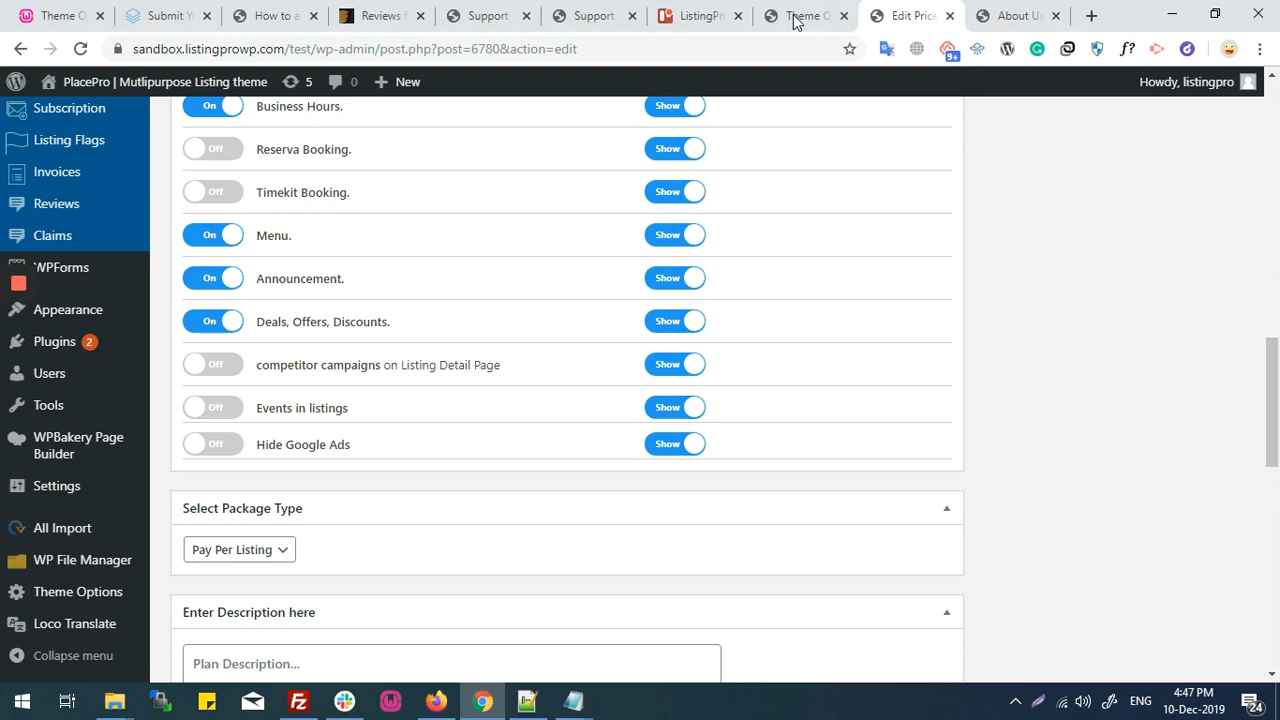 Theme O
Submit Y
How to a
Reviews f
Support
Support
ListingPr
Theme O
Edit Price
About Us
sandbox.listingprowp.com/test/wp-admin/post.php?post=6780&action=edit
9+
f?
PlacePro | Mutlipurpose Listing theme
5
0
New
Howdy, listingpro
Subscription
Listing Flags
Invoices
Reviews
Claims
WPForms
Appearance
Plugins 2
Users
Tools
WPBakery Page
Builder
Settings
All Import
WP File Manager
Theme Options
Loco Translate
Collapse menu
On Business Hours. Show
Off Reserva Booking. Show
Off Timekit Booking. Show
On Menu. Show
On Announcement. Show
On Deals, Offers, Discounts. Show
Off competitor campaigns on Listing Detail Page Show
Off Events in listings Show
Off Hide Google Ads Show
Select Package Type
Pay Per Listing
Enter Description here
Plan Description...
ENG
4:47 PM
10-Dec-2019
24